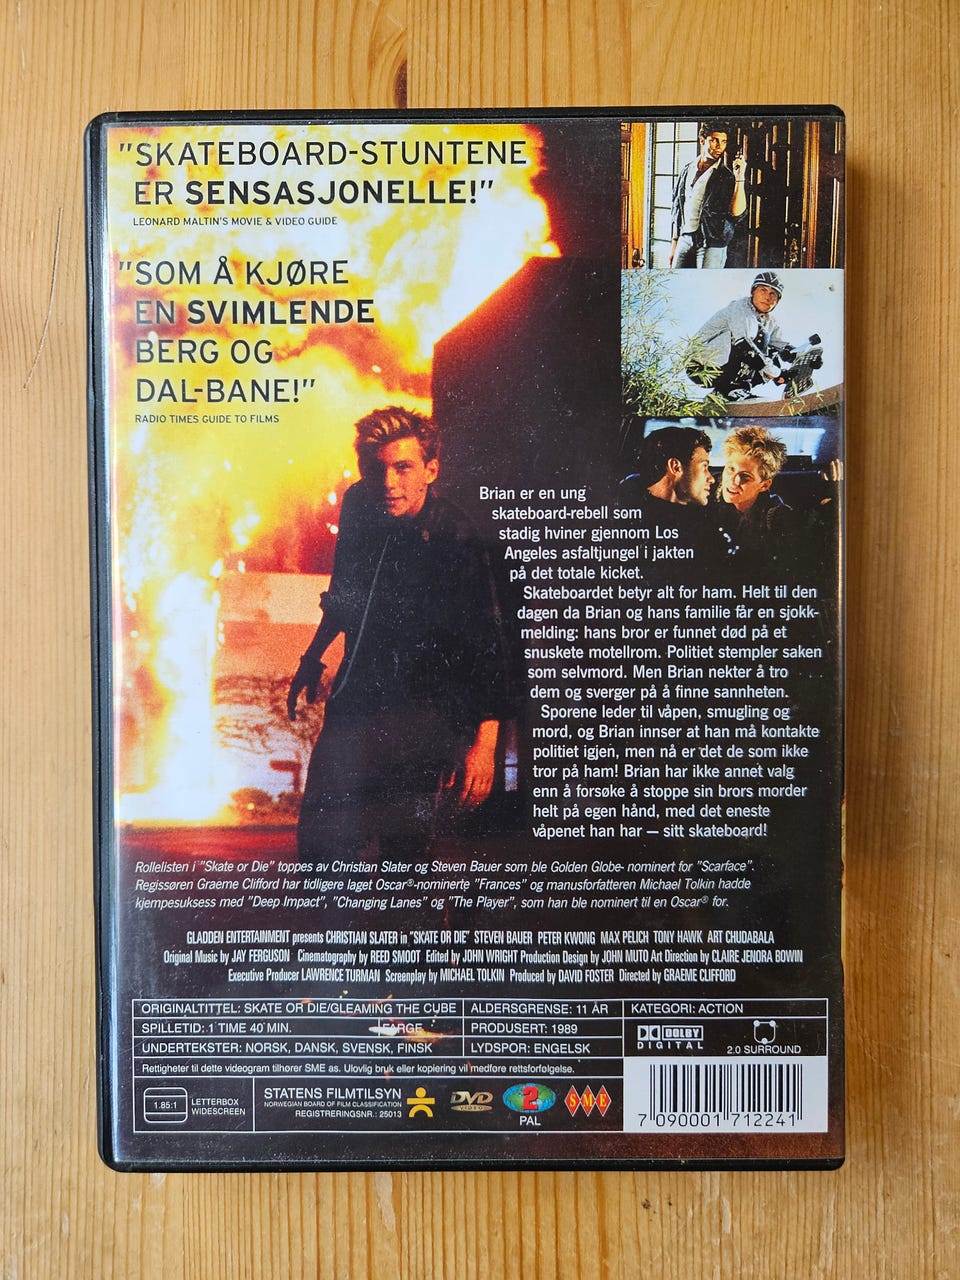 "SKATEBOARD-STUNTENE
ER SENSASJONELLE!"
LEONARD MALTIN'S MOVIE & VIDEO GUIDE
"SOM Å KJØRE
EN SVIMLENDE
BERG OG
DAL-BANE!"
RADIO TIMES GUIDE TO FILMS
Brian er en ung
skateboard-rebell som
stadig hviner gjennom Los
Angeles asfaltjungel i jakten
på det totale kicket.
Skateboardet betyr alt for ham. Helt til den
dagen da Brian og hans familie får en sjokk-
melding: hans bror er funnet død på et
snuskete motellrom. Politiet stempler saken
som selvmord. Men Brian nekter å tro
dem og sverger på å finne sannheten.
Sporene leder til våpen, smugling og
mord, og Brian innser at han må kontakte
politiet igjen, men nå er det de som ikke
tror på ham! Brian har ikke annet valg
enn å forsøke å stoppe sin brors morder
helt på egen hånd, med det eneste
våpenet han har — sitt skateboard!
Rollelisten i "Skate or Die" toppes av Christian Slater og Steven Bauer som ble Golden Globe- nominert for "Scarface".
Regissøren Graeme Clifford har tidligere laget Oscar®-nominerte "Frances" og manusforfatteren Michael Tolkin hadde
kjempesuksess med "Deep Impact", "Changing Lanes" og "The Player", som han ble nominert til en Oscar® for.
GLADDEN ENTERTAINMENT presents CHRISTIAN SLATER in "SKATE OR DIE" STEVEN BAUER PETER KWONG MAX PELICH TONY HAWK ART CHUDABALA
Original Music by JAY FERGUSON Cinematography by REED SMOOT Edited by JOHN WRIGHT Production Design by JOHN MUTO Art Direction by CLAIRE JENORA BOWIN
Executive Producer LAWRENCE TURMAN Screenplay by MICHAEL TOLKIN Produced by DAVID FOSTER Directed by GRAEME CLIFFORD
ORIGINALTITTEL: SKATE OR DIE/GLEAMING THE CUBE ALDERSGRENSE: 11 ÅR KATEGORI: ACTION
SPILLETID: 1 TIME 40 MIN. FARGE PRODUSERT: 1989
UNDERTEKSTER: NORSK, DANSK, SVENSK, FINSK LYDSPOR: ENGELSK
DOLBY
DIGITAL 2.0 SURROUND
Rettigheter til dette videogram tilhører SME as. Ulovlig bruk eller kopiering vil medføre rettsforfølgelse.
1.85:1 LETTERBOX
WIDESCREEN
STATENS FILMTILSYN
NORWEGIAN BOARD OF FILM CLASSIFICATION
REGISTRERINGSNR.: 25013
DVD
VIDEO
2
PAL
SME
7 090001 712241